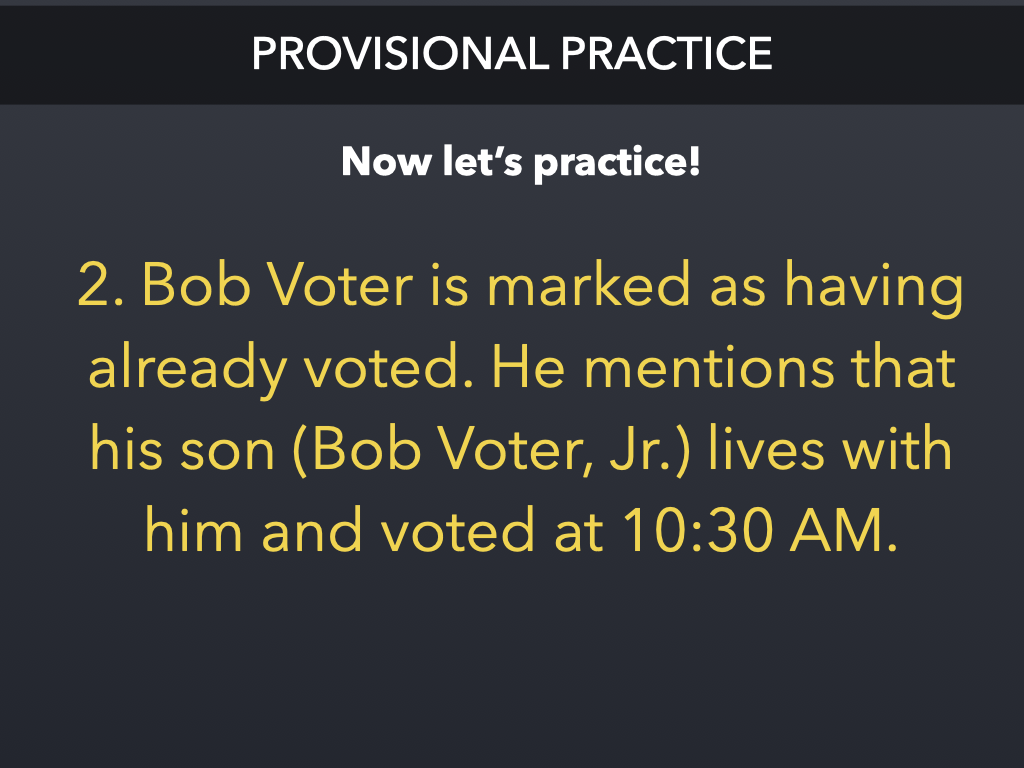 PROVISIONAL PRACTICE
Now let’s practice!
2. Bob Voter is marked as having
already voted. He mentions that
his son (Bob Voter, Jr.) lives with
him and voted at 10:30 AM.